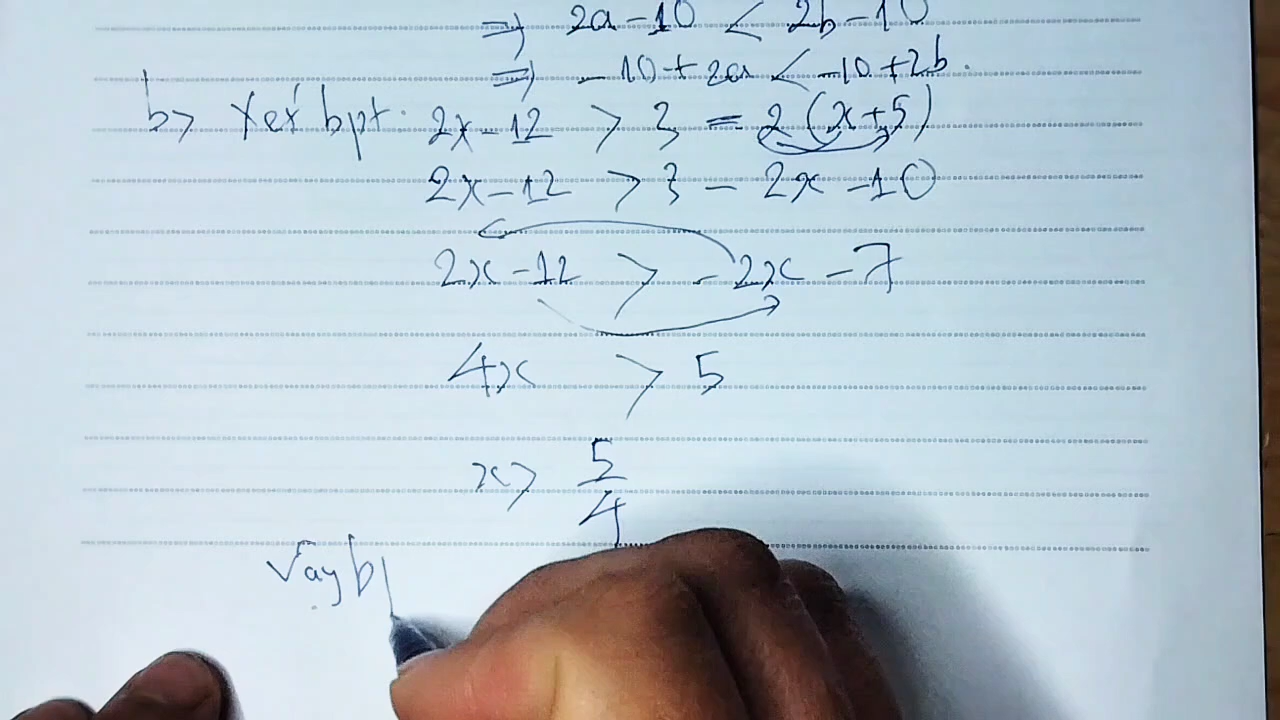 => 2a - 10 < 2b - 10
=> -10 + 2a < -10 + 2b.
b> Xét bpt: 2x - 12 > 3 = 2 (x + 5)
2x - 12 > 3 - 2x - 10
2x - 12 > - 2x - 7
4x > 5
x > 5/4
Vậy b